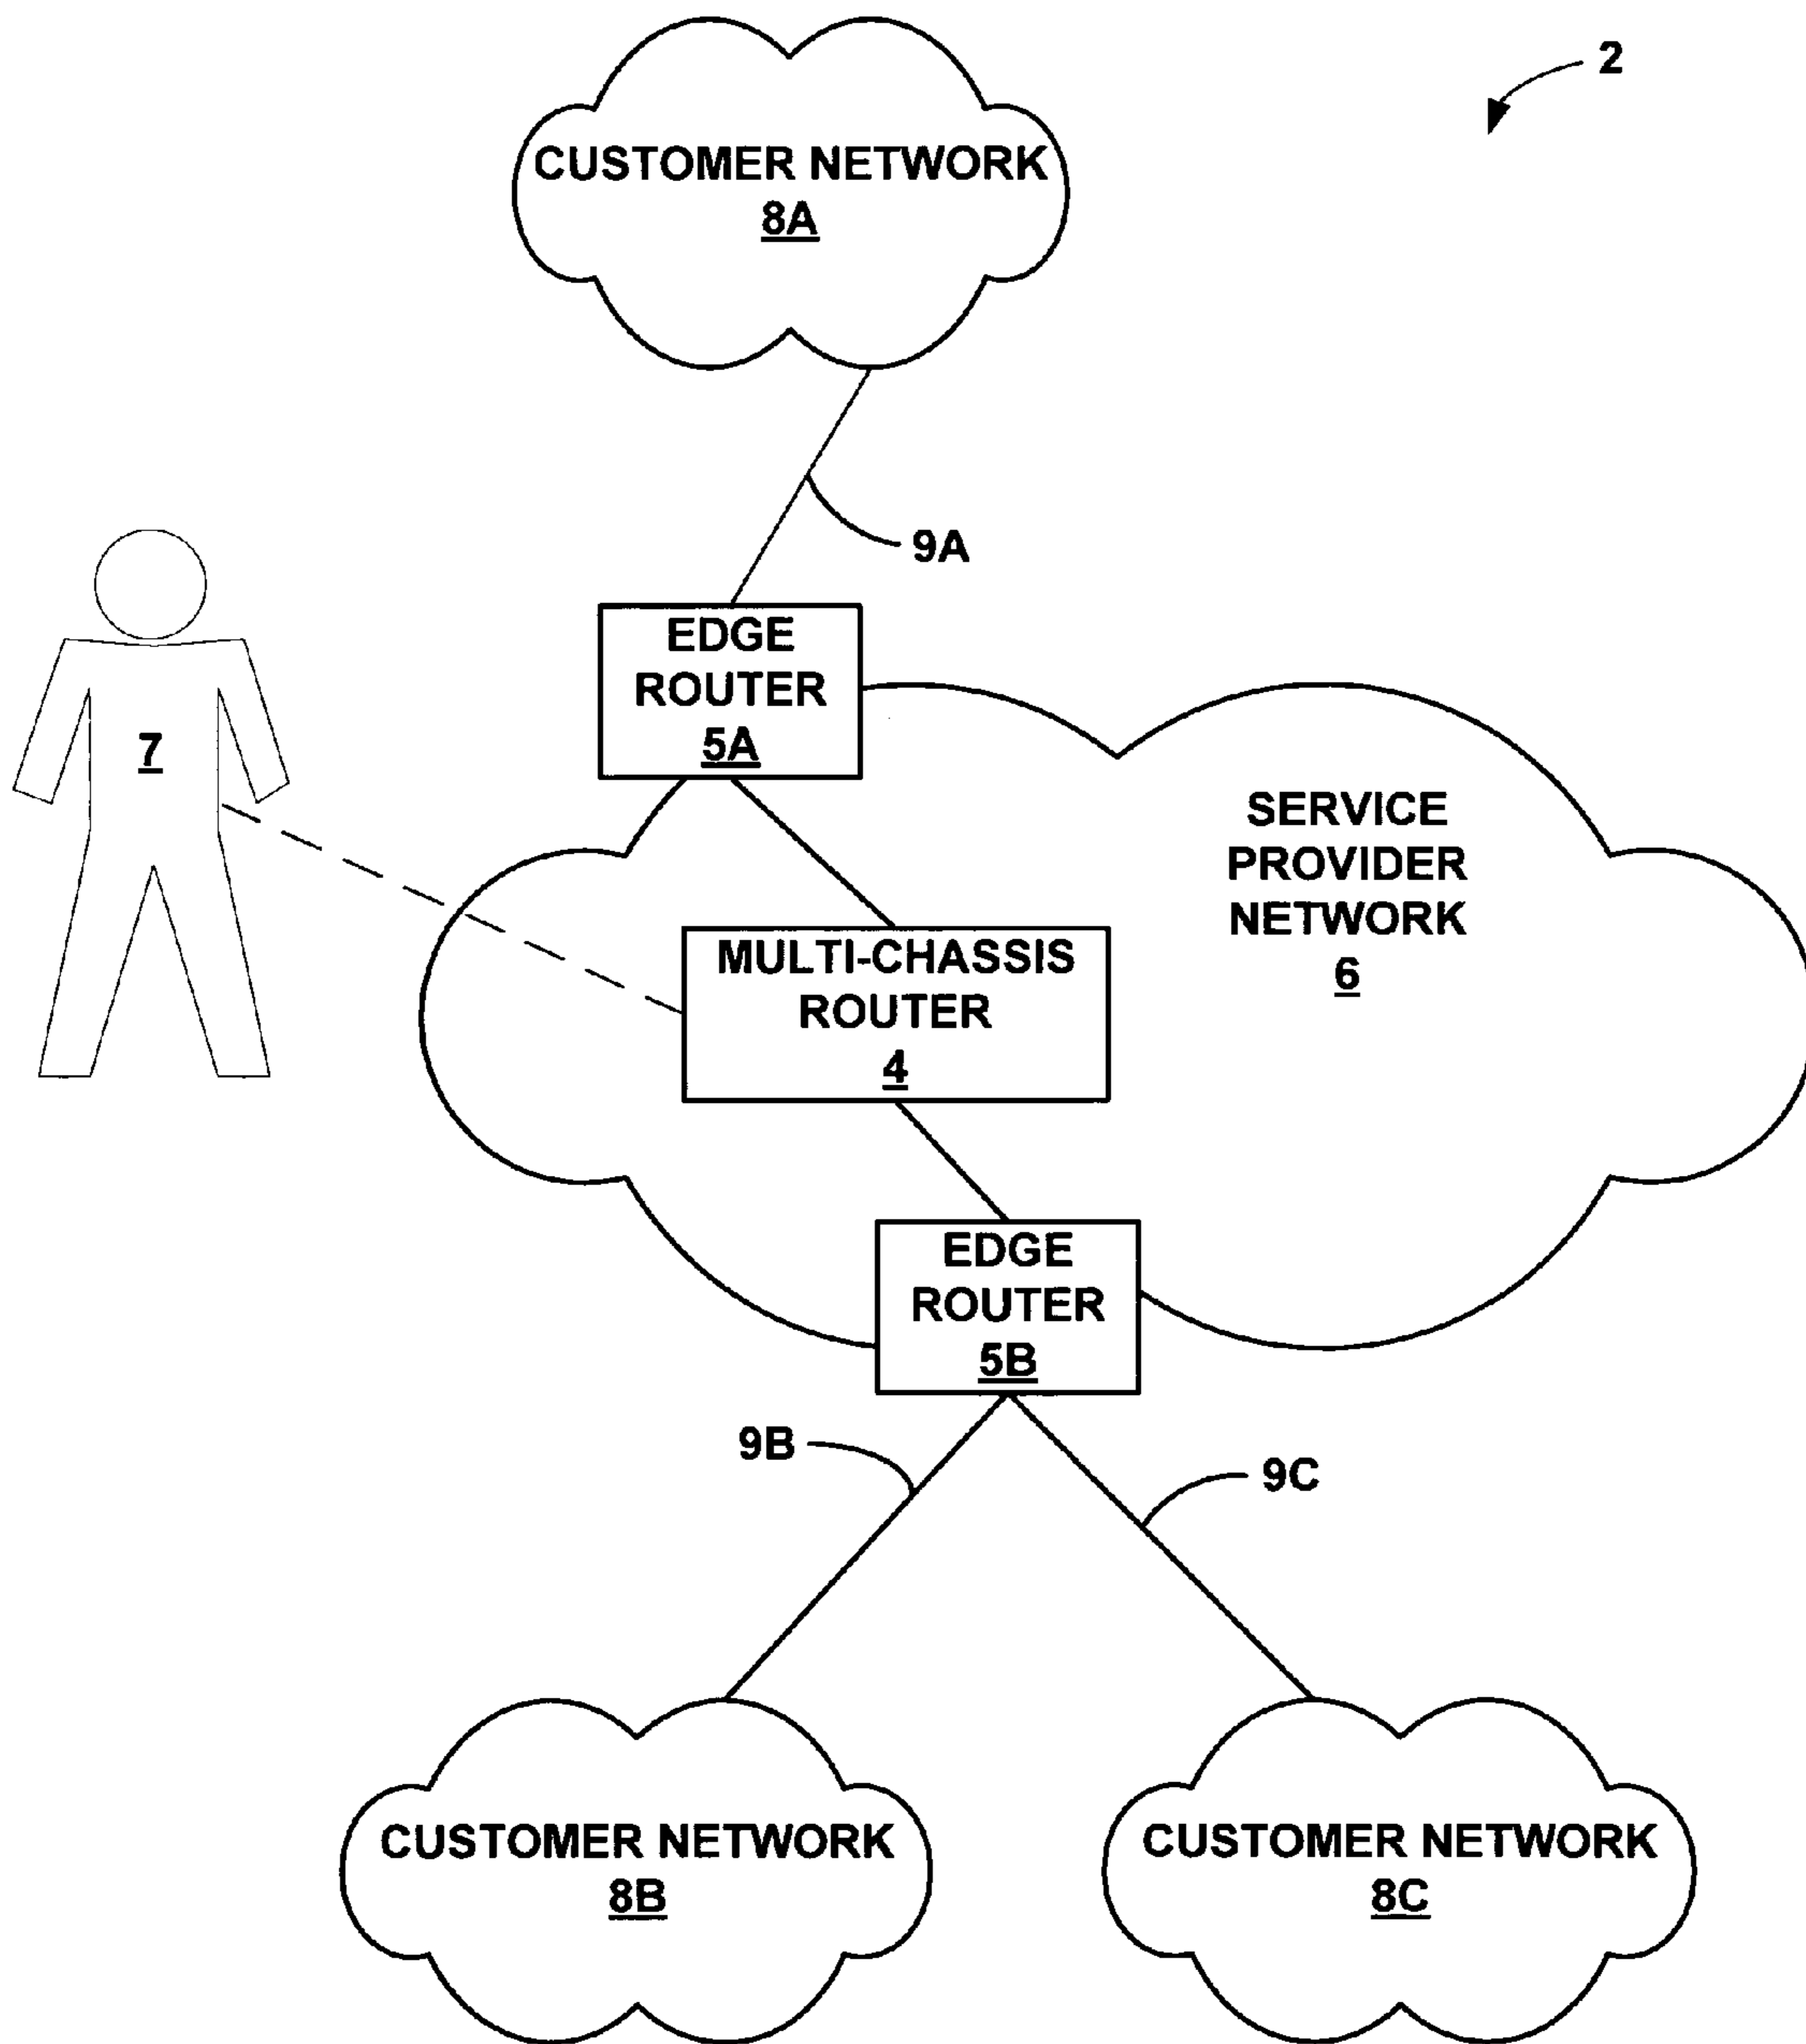 2
CUSTOMER NETWORK
8A
9A
EDGE
ROUTER
5A
7
SERVICE
PROVIDER
NETWORK
6
MULTI-CHASSIS
ROUTER
4
EDGE
ROUTER
5B
9B
9C
CUSTOMER NETWORK
8B
CUSTOMER NETWORK
8C